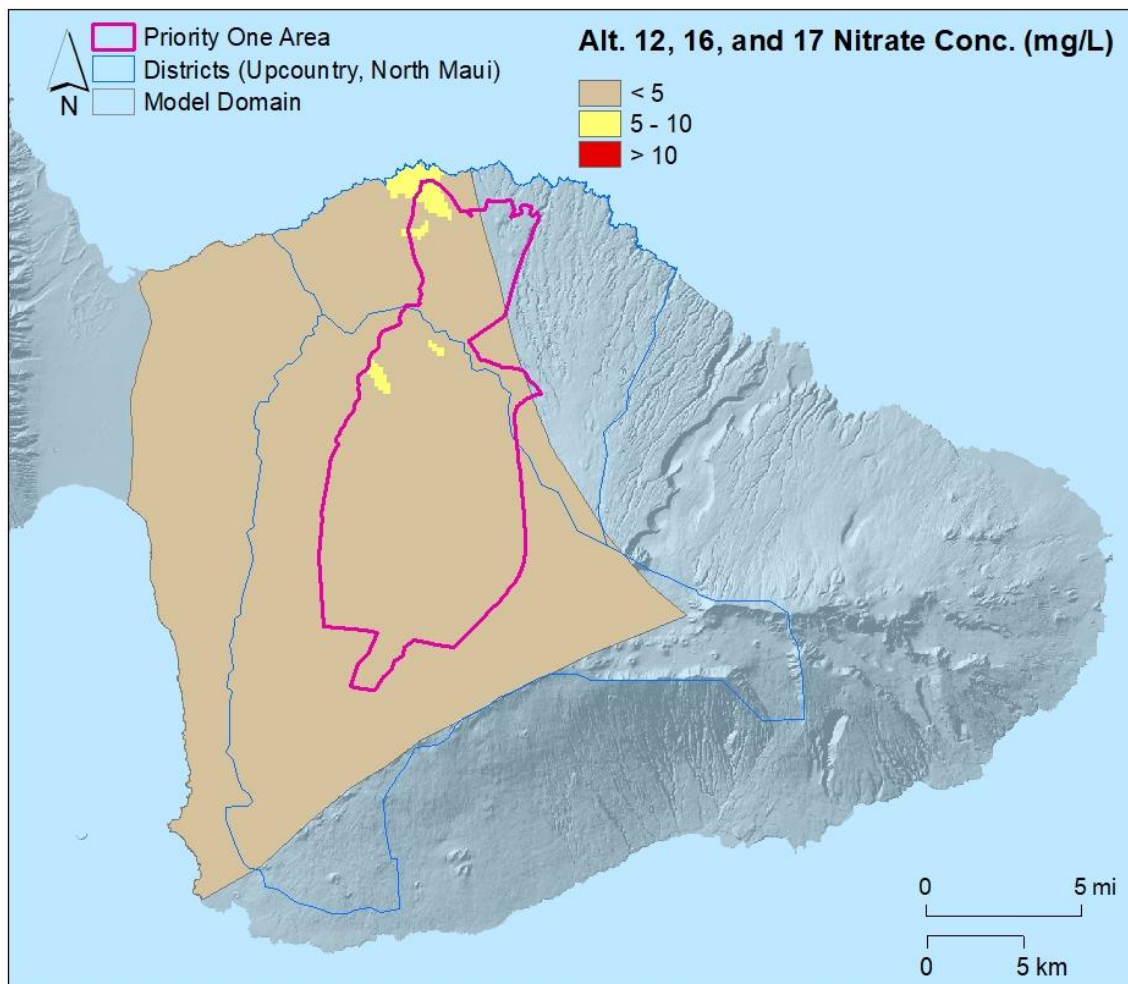 Priority One Area
Districts (Upcountry, North Maui)
Model Domain
N
Alt. 12, 16, and 17 Nitrate Conc. (mg/L)
< 5
5 - 10
> 10
0 5 mi
0 5 km